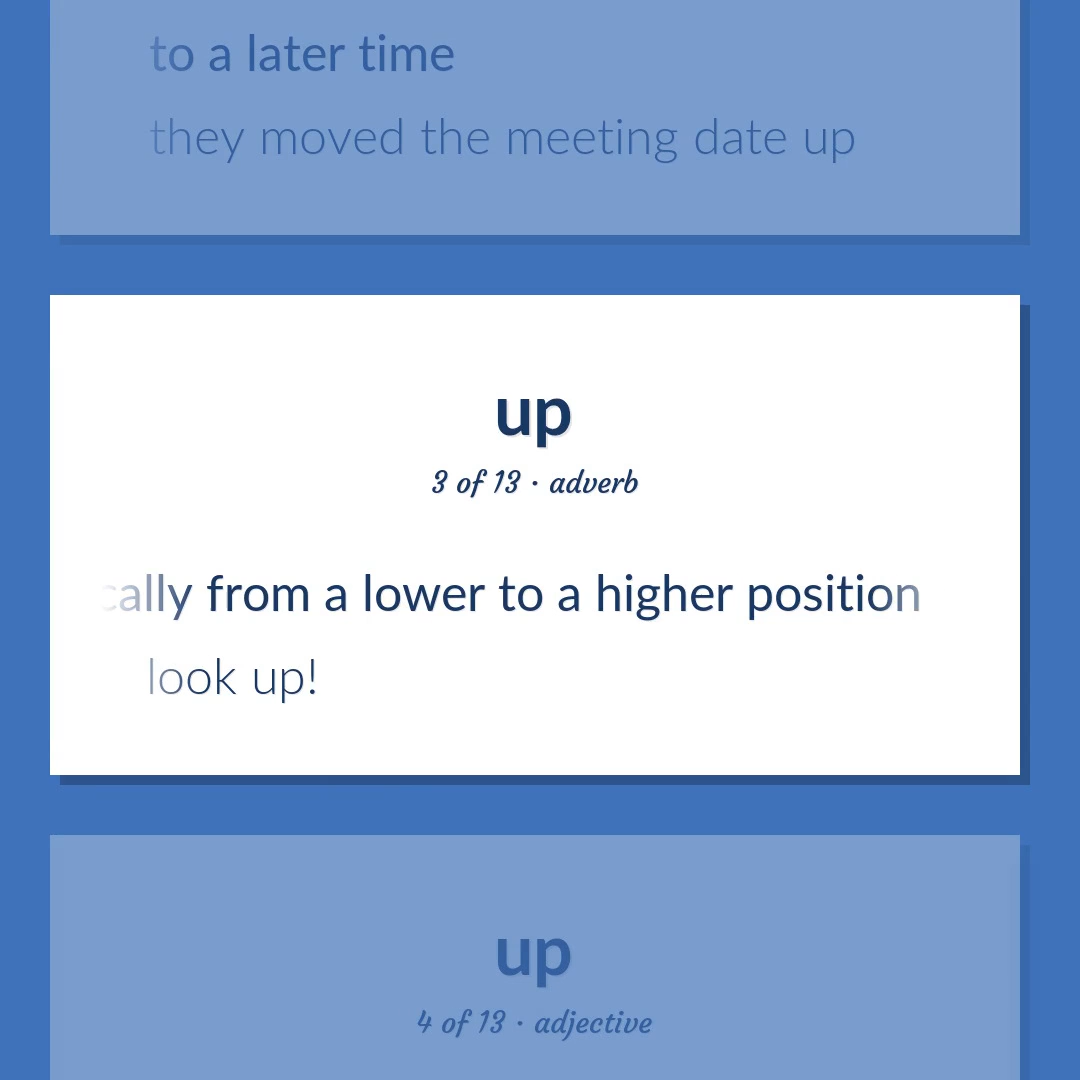 to a later time
they moved the meeting date up
up
3 of 13 · adverb
cally from a lower to a higher position
look up!
up
4 of 13 · adjective